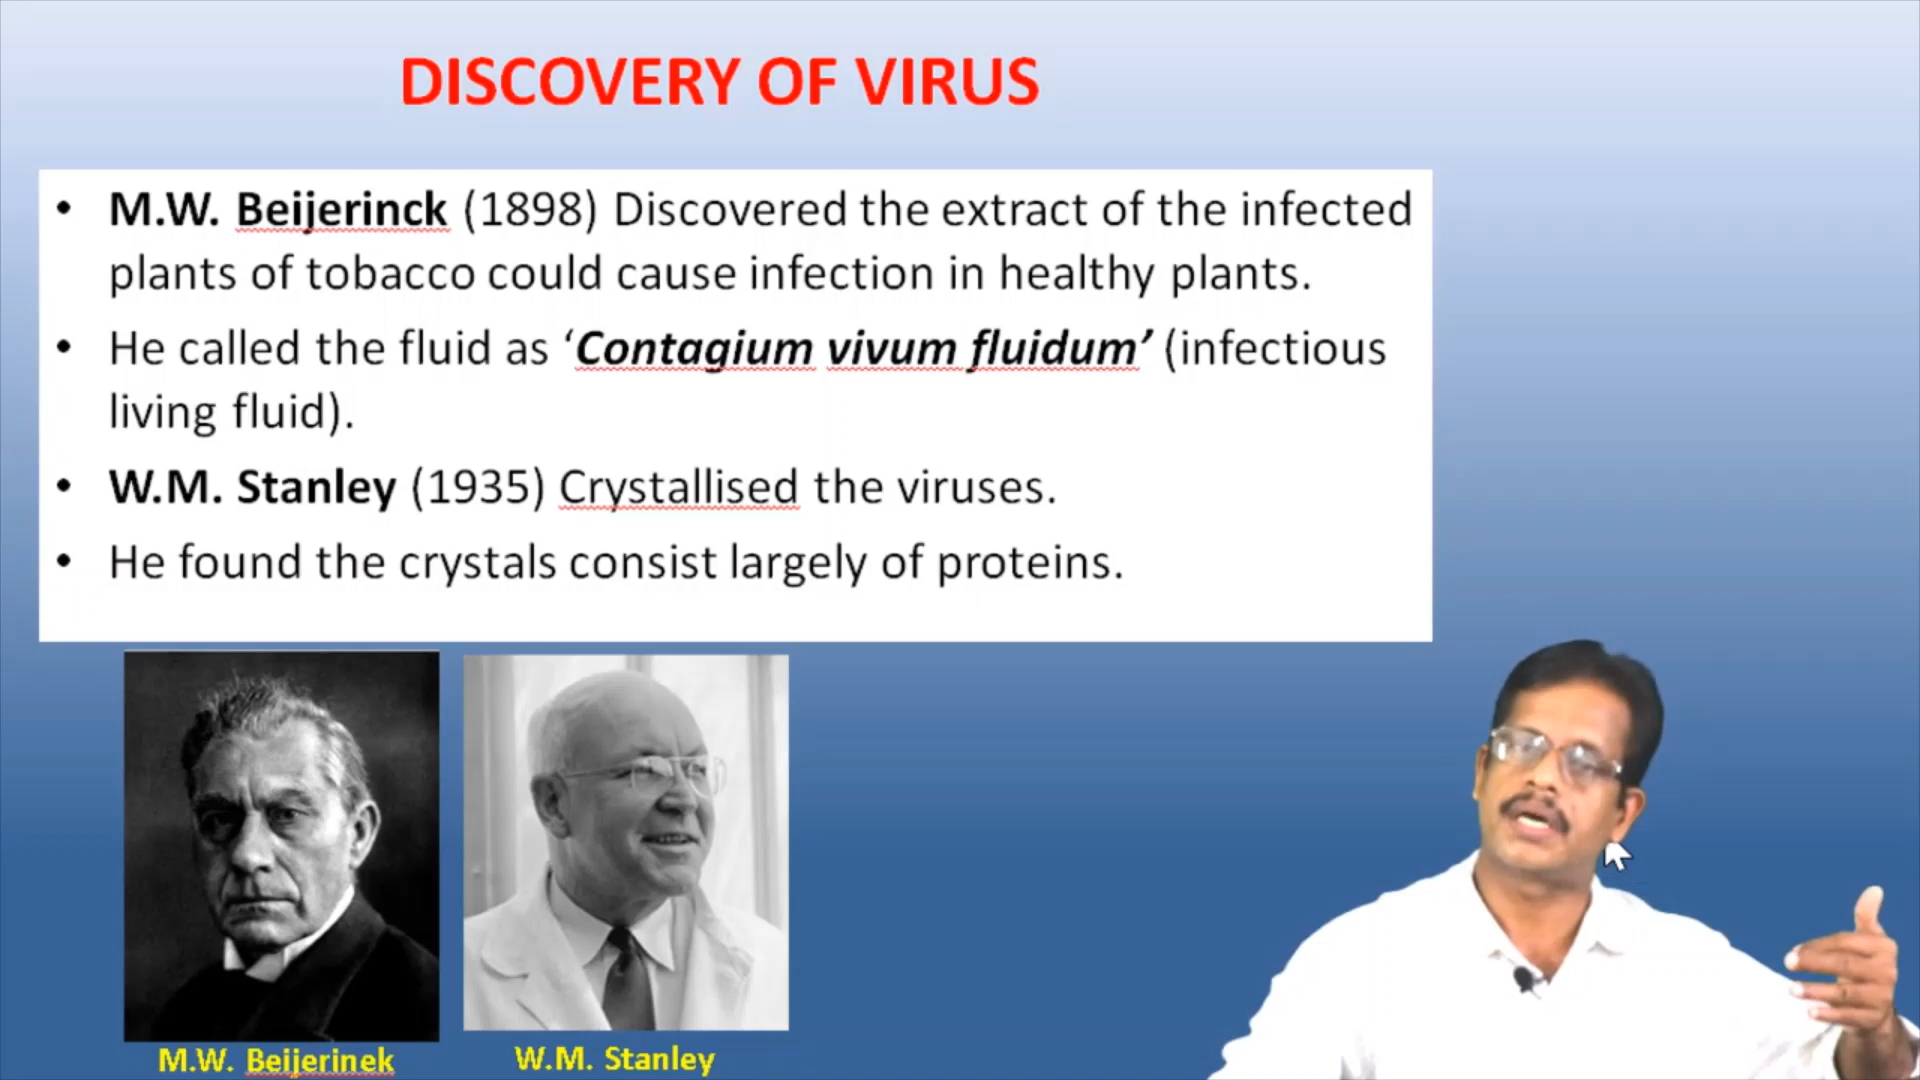 DISCOVERY OF VIRUS
• M.W. Beijerinck (1898) Discovered the extract of the infected
plants of tobacco could cause infection in healthy plants.
• He called the fluid as ‘Contagium vivum fluidum’ (infectious
living fluid).
• W.M. Stanley (1935) Crystallised the viruses.
• He found the crystals consist largely of proteins.
M.W. Beijerinek
W.M. Stanley